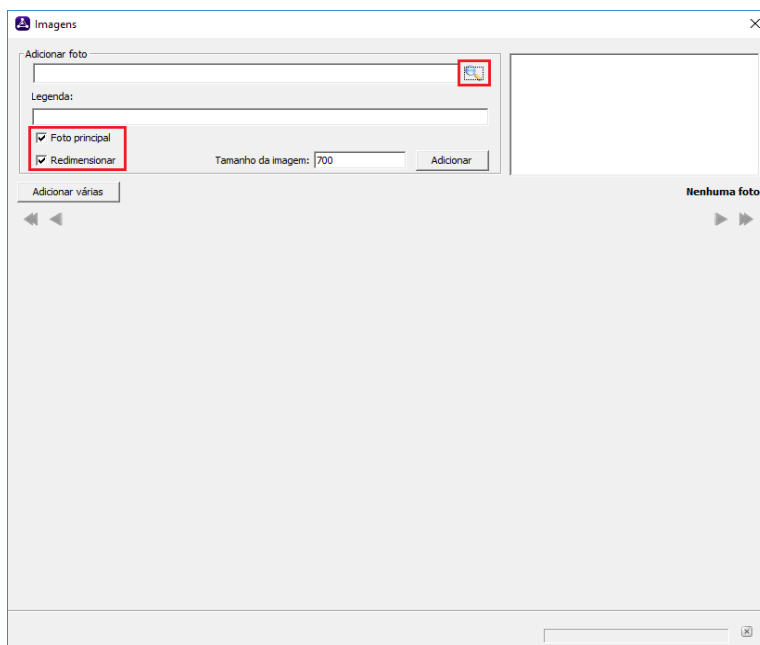 Imagens
Adicionar foto
Legenda:
Foto principal
Redimensionar Tamanho da imagem: 700 Adicionar
Adicionar várias Nenhuma foto